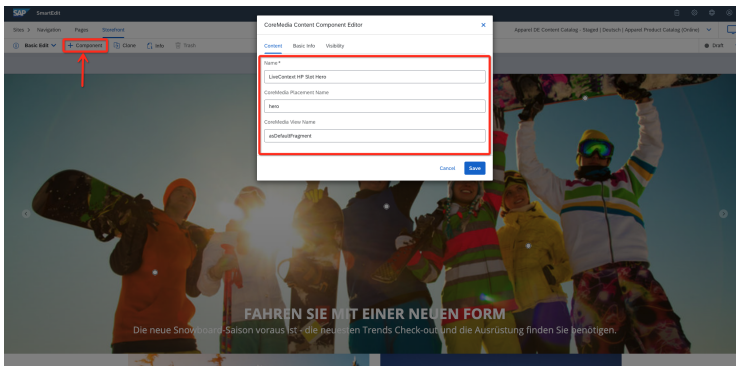 SAP SmartEdit
Sites > Navigation Pages Storefront
Apparel DE Content Catalog - Staged | Deutsch | Apparel Product Catalog (Online)
Basic Edit + Component Clone Info Trash
Draft
CoreMedia Content Component Editor
Content Basic Info Visibility
Name*
LiveContext HP Slot Hero
CoreMedia Placement Name
hero
CoreMedia View Name
asDefaultFragment
Cancel Save
FAHREN SIE MIT EINER NEUEN FORM
Die neue Snowboard-Saison voraus ist - die neuesten Trends Check-out und die Ausrüstung finden Sie benötigen.